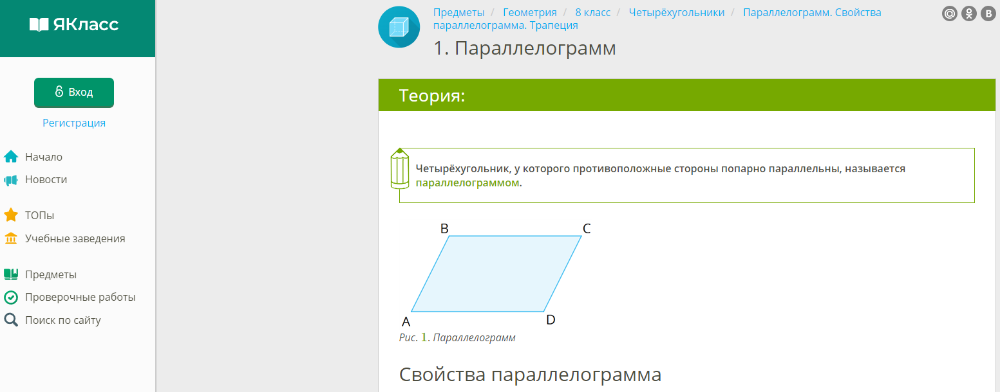 ЯКласс
Вход
Регистрация
Начало
Новости
ТОПы
Учебные заведения
Предметы
Проверочные работы
Поиск по сайту
Предметы / Геометрия / 8 класс / Четырёхугольники / Параллелограмм. Свойства
параллелограмма. Трапеция
1. Параллелограмм
Теория:
Четырёхугольник, у которого противоположные стороны попарно параллельны, называется
параллелограммом.
B
C
A
D
Рис. 1. Параллелограмм
Свойства параллелограмма